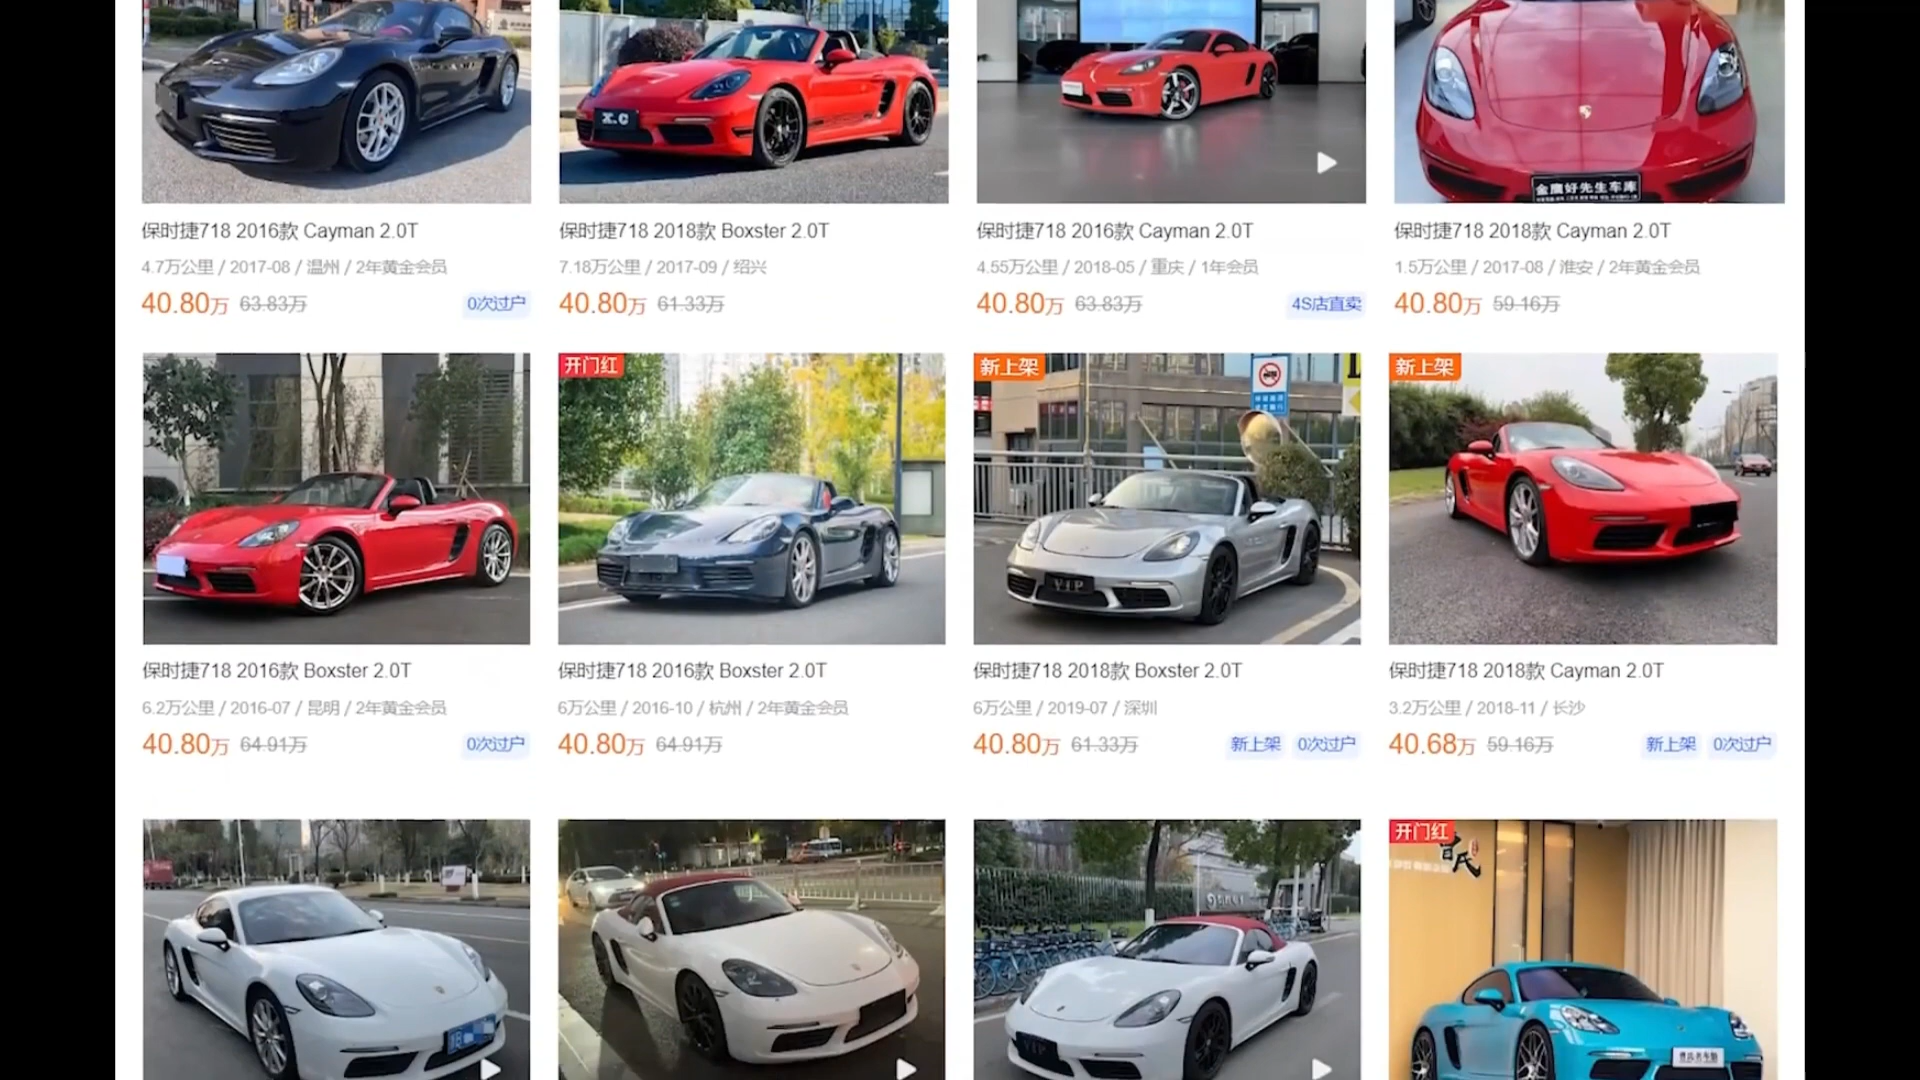 X.C
金鹰好先生车库
保时捷718 2016款 Cayman 2.0T
4.7万公里 / 2017-08 / 温州 / 2年黄金会员
40.80万 63.83万 0次过户
保时捷718 2018款 Boxster 2.0T
7.18万公里 / 2017-09 / 绍兴
40.80万 61.33万
保时捷718 2016款 Cayman 2.0T
4.55万公里 / 2018-05 / 重庆 / 1年会员
40.80万 63.83万 4S店直卖
保时捷718 2018款 Cayman 2.0T
1.5万公里 / 2017-08 / 淮安 / 2年黄金会员
40.80万 59.16万
保时捷718 2016款 Boxster 2.0T
6.2万公里 / 2016-07 / 昆明 / 2年黄金会员
40.80万 64.91万 0次过户
开门红
保时捷718 2016款 Boxster 2.0T
6万公里 / 2016-10 / 杭州 / 2年黄金会员
40.80万 64.91万
新上架
VIP
保时捷718 2018款 Boxster 2.0T
6万公里 / 2019-07 / 深圳
40.80万 61.33万 新上架 0次过户
新上架
保时捷718 2018款 Cayman 2.0T
3.2万公里 / 2018-11 / 长沙
40.68万 59.16万 新上架 0次过户
VIP
开门红